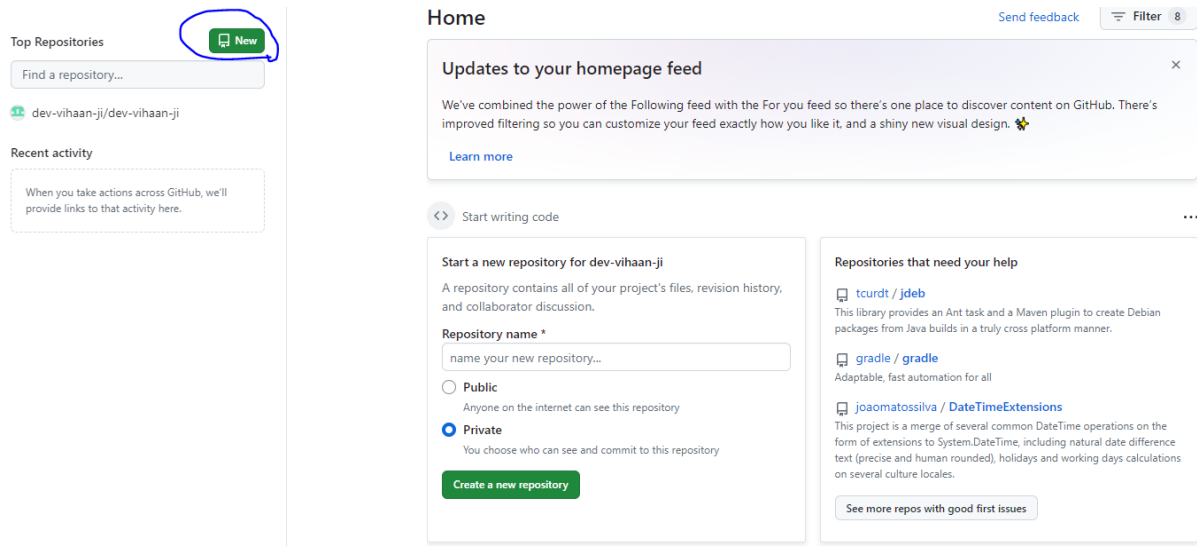 Top Repositories
New
Find a repository...
dev-vihaan-ji/dev-vihaan-ji
Recent activity
When you take actions across GitHub, we'll
provide links to that activity here.
Home
Send feedback
Filter 8
Updates to your homepage feed
We've combined the power of the Following feed with the For you feed so there's one place to discover content on GitHub. There's
improved filtering so you can customize your feed exactly how you like it, and a shiny new visual design. ✨
Learn more
Start writing code
Start a new repository for dev-vihaan-ji
A repository contains all of your project's files, revision history,
and collaborator discussion.
Repository name *
name your new repository...
Public
Anyone on the internet can see this repository
Private
You choose who can see and commit to this repository
Create a new repository
Repositories that need your help
tcurdt / jdeb
This library provides an Ant task and a Maven plugin to create Debian
packages from Java builds in a truly cross platform manner.
gradle / gradle
Adaptable, fast automation for all
joaomatossilva / DateTimeExtensions
This project is a merge of several common DateTime operations on the
form of extensions to System.DateTime, including natural date difference
text (precise and human rounded), holidays and working days calculations
on several culture locales.
See more repos with good first issues